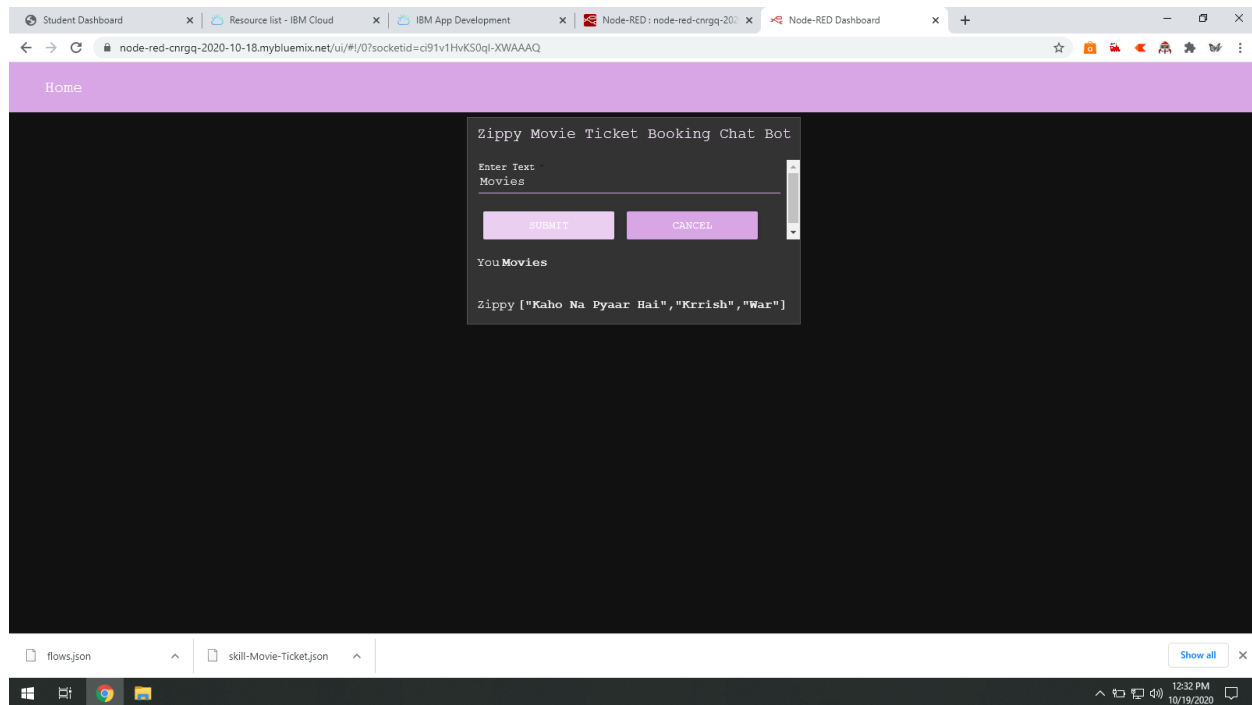 Student Dashboard
Resource list - IBM Cloud
IBM App Development
Node-RED : node-red-cnrgq-202
Node-RED Dashboard
node-red-cnrgq-2020-10-18.mybluemix.net/ui/#!/0?socketid=ci91v1HvKS0ql-XWAAAQ
Home
Zippy Movie Ticket Booking Chat Bot
Enter Text *
Movies
SUBMIT CANCEL
You Movies
Zippy ["Kaho Na Pyaar Hai","Krrish","War"]
flows.json
skill-Movie-Ticket.json
Show all
12:32 PM
10/19/2020